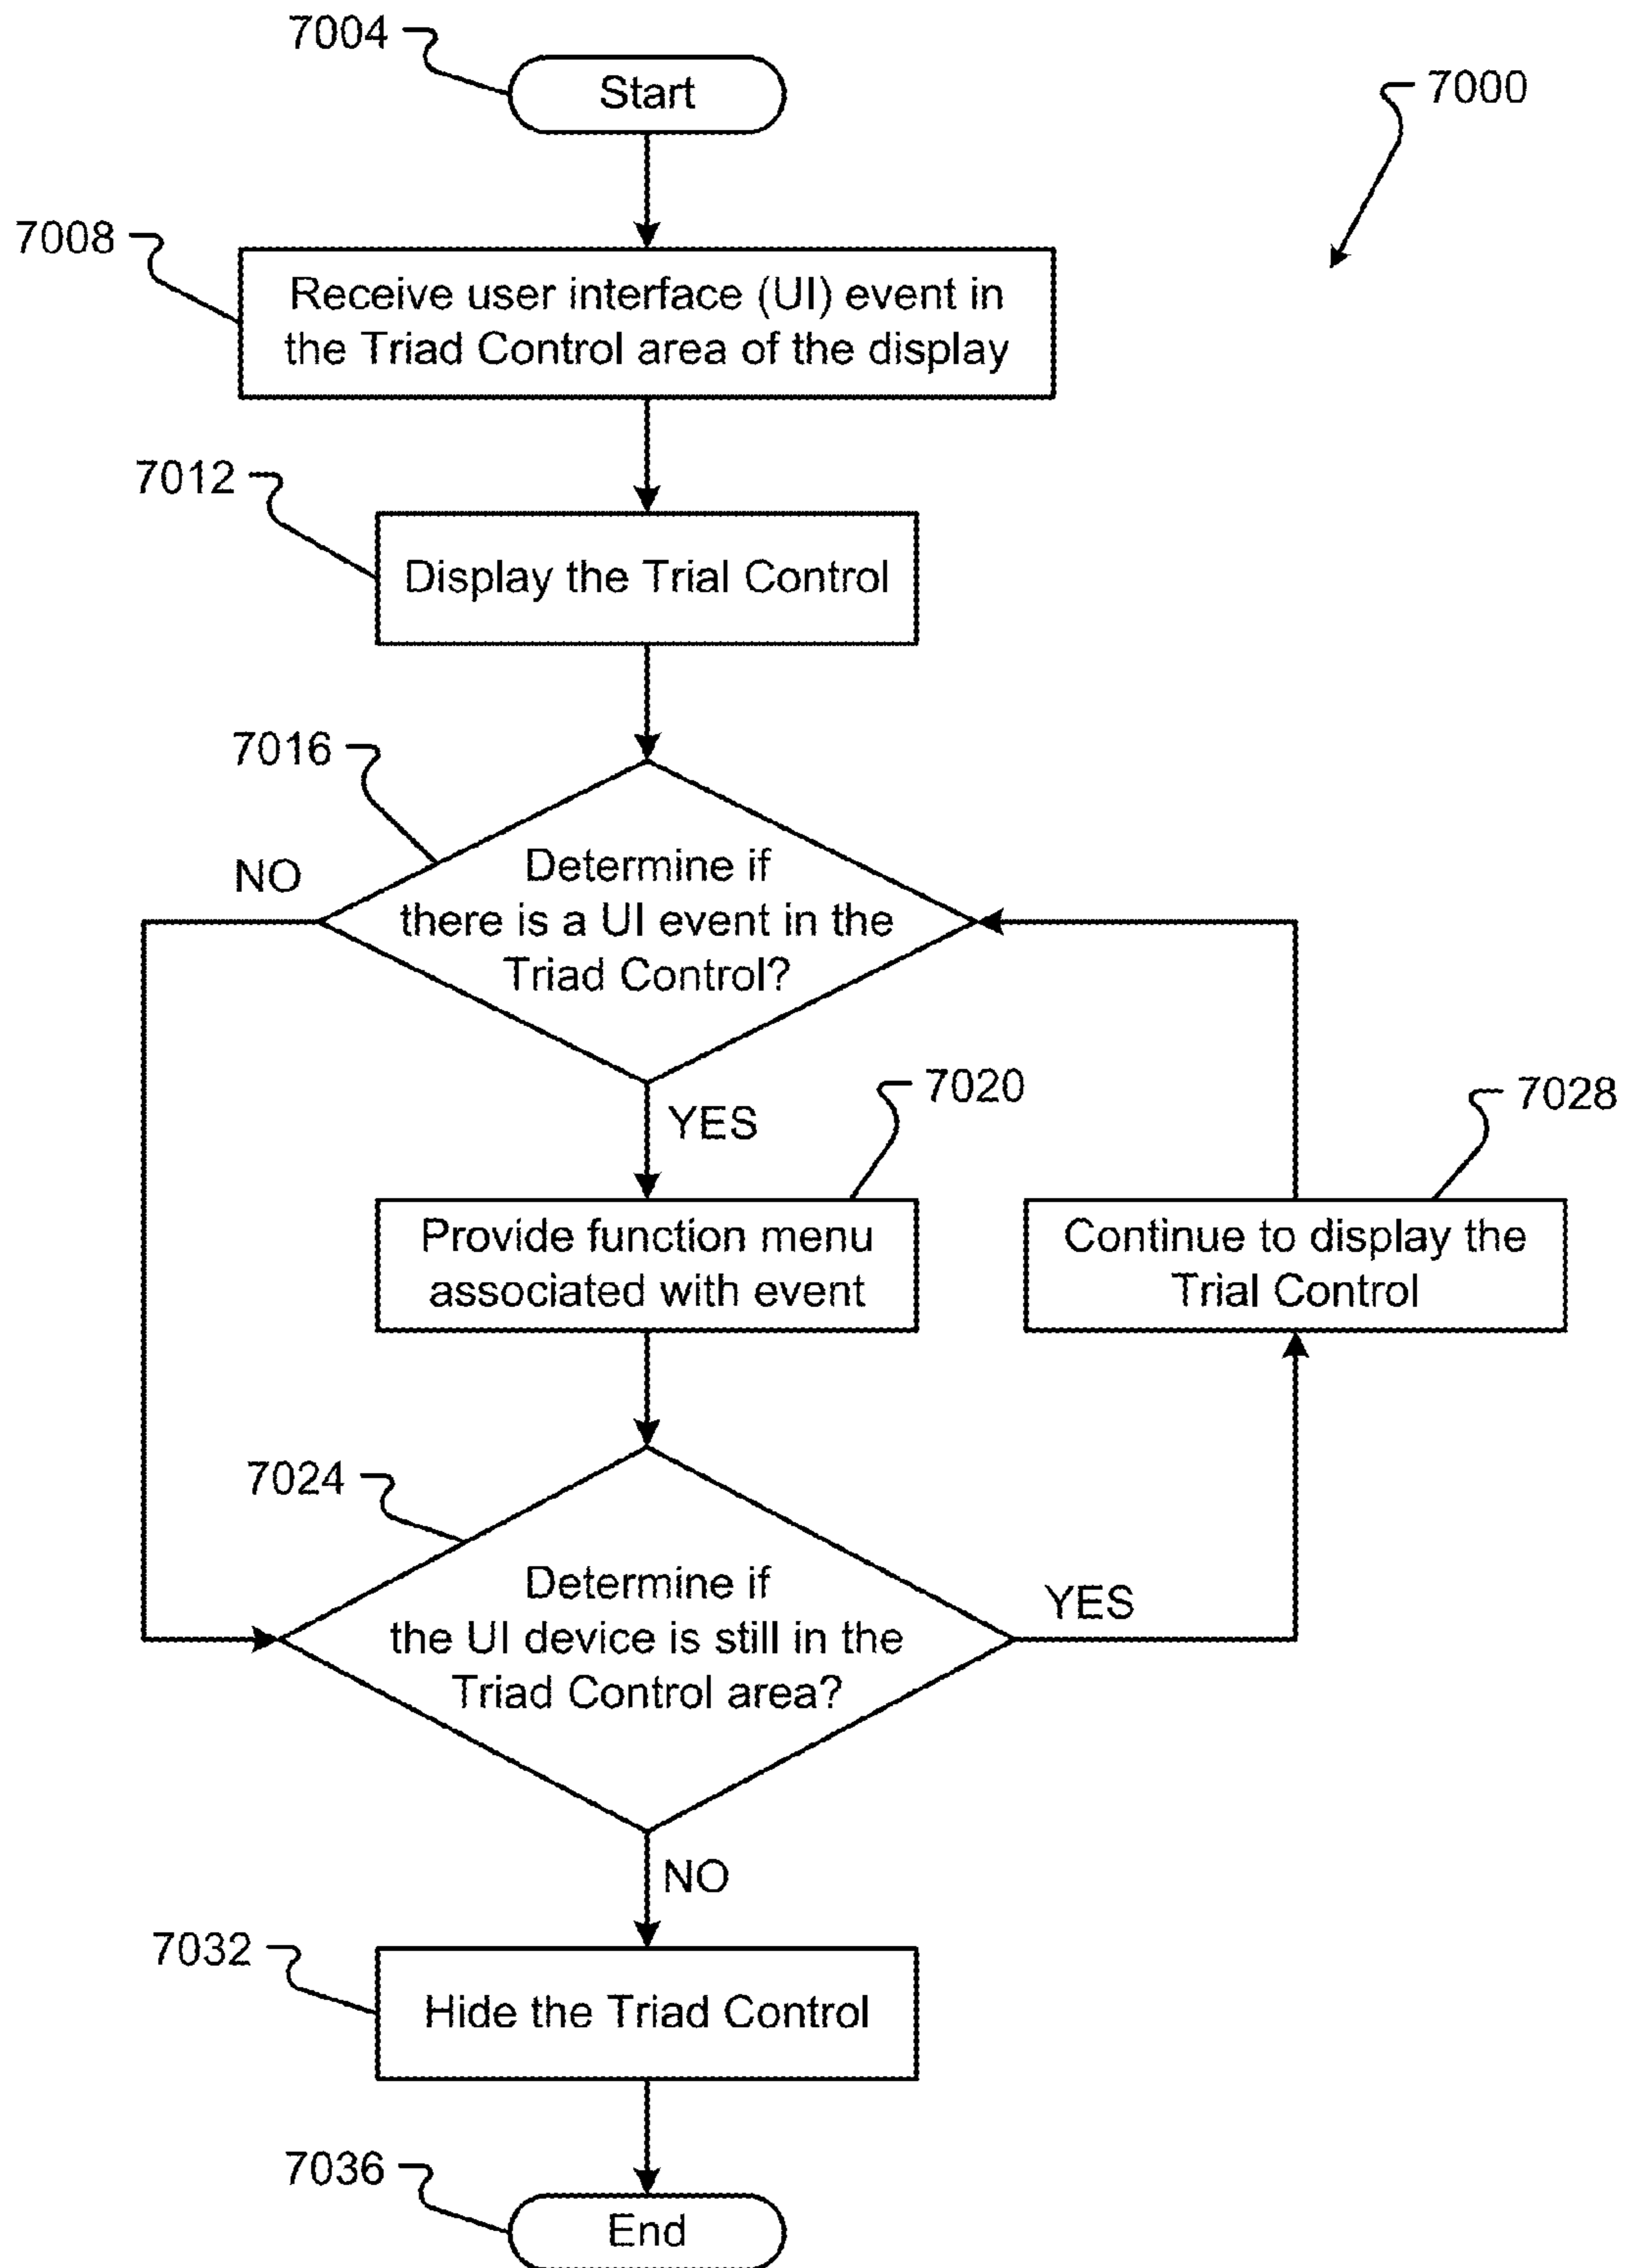 7004
Start
7000
7008
Receive user interface (UI) event in
the Triad Control area of the display
7012
Display the Trial Control
7016
NO
Determine if
there is a UI event in the
Triad Control?
YES
7020
7028
Provide function menu
associated with event
Continue to display the
Trial Control
7024
Determine if
the UI device is still in the
Triad Control area?
YES
NO
7032
Hide the Triad Control
7036
End